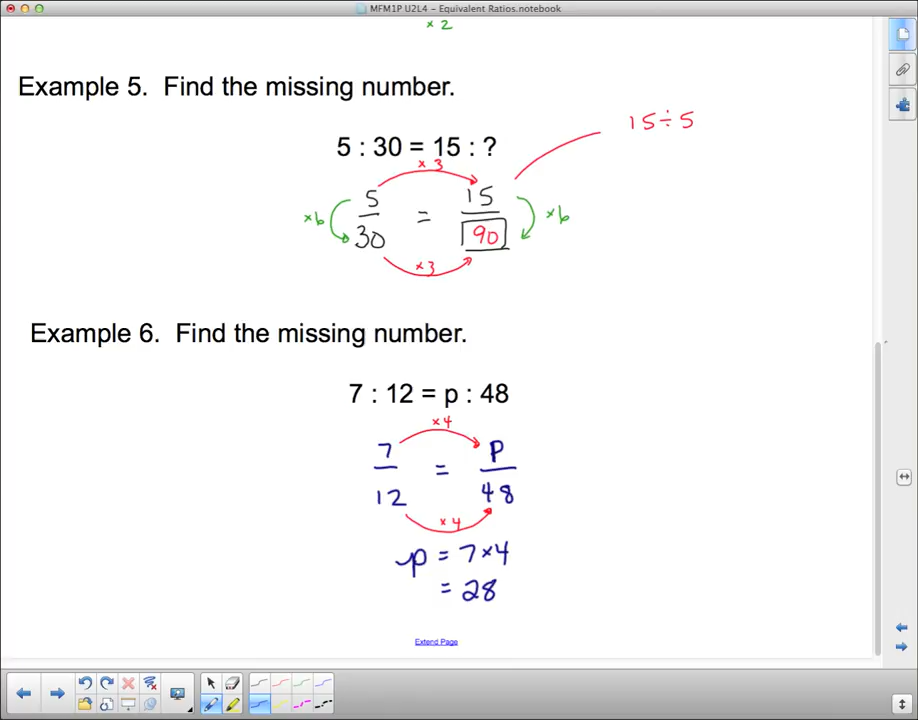 MFM1P U2L4 – Equivalent Ratios.notebook
× 2
Example 5. Find the missing number.
15÷5
5 : 30 = 15 : ?
×3
5 = 15
×6 ×6
30 90
×3
Example 6. Find the missing number.
7 : 12 = p : 48
×4
7 = P
12 48
×4
p = 7×4
= 28
Extend Page